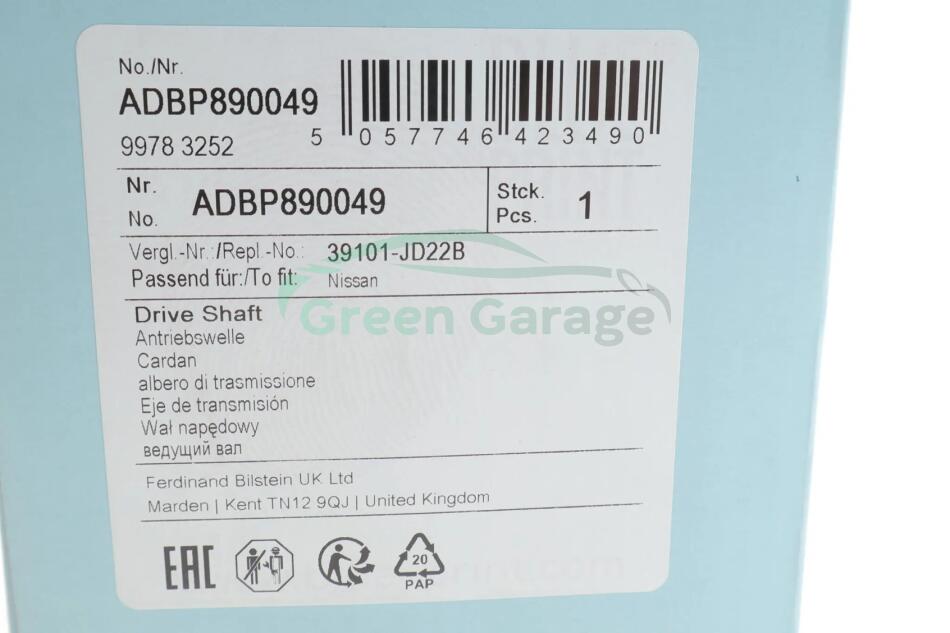 No./Nr.
ADBP890049
9978 3252
5 057746 423490
Nr.
No. ADBP890049
Stck.
Pcs. 1
Vergl.-Nr.:/Repl.-No.: 39101-JD22B
Passend für:/To fit: Nissan
Green Garage
Drive Shaft
Antriebswelle
Cardan
albero di trasmissione
Eje de transmisión
Wał napędowy
ведущий вал
Ferdinand Bilstein UK Ltd
Marden | Kent TN12 9QJ | United Kingdom
EAC
20
PAP